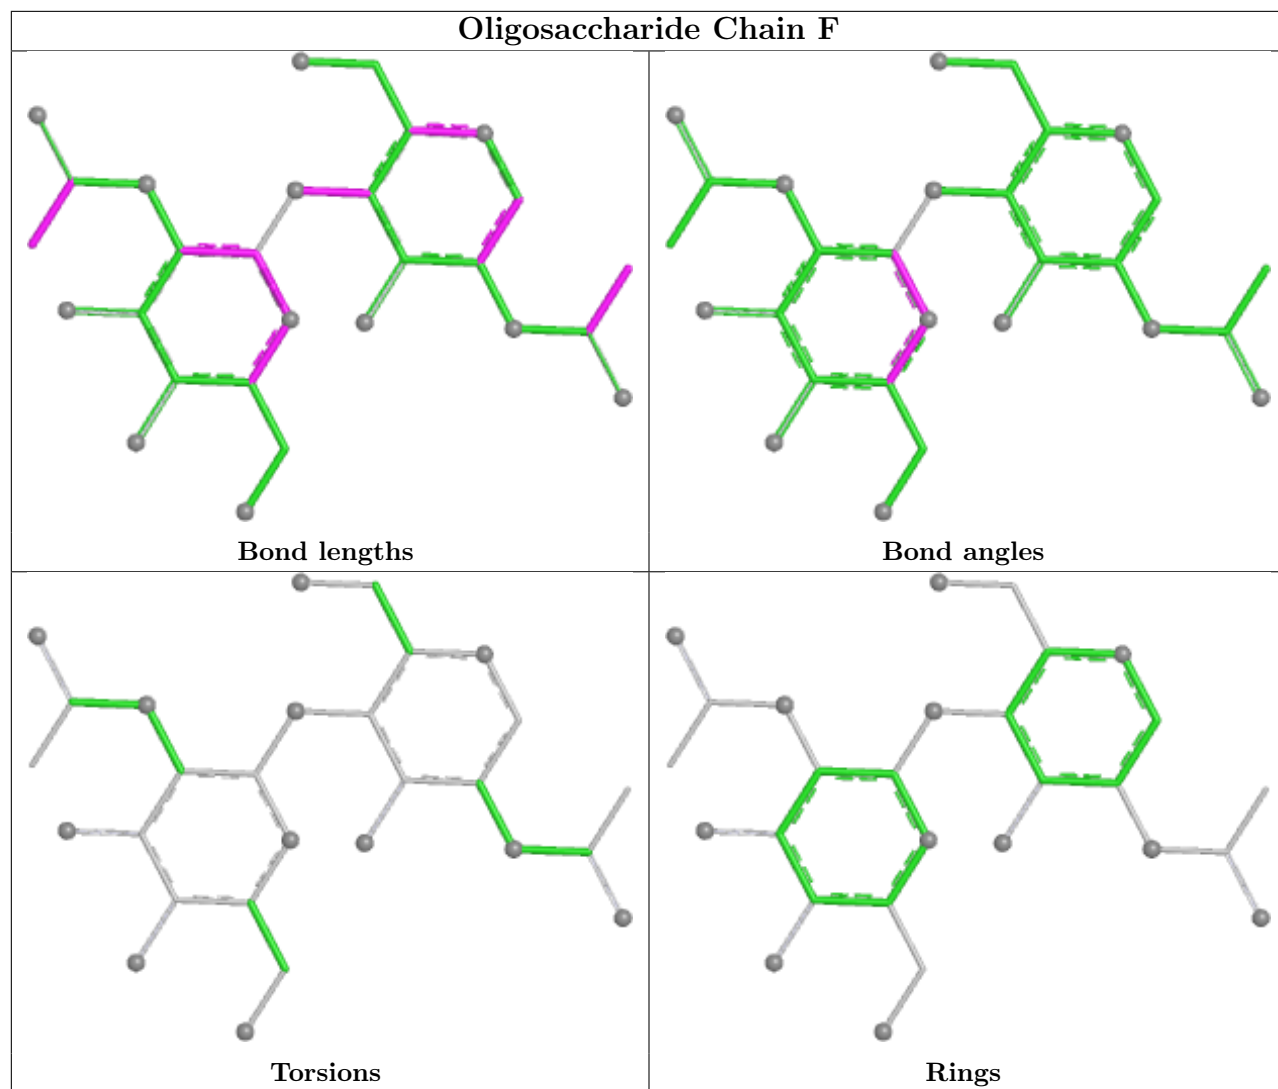 Oligosaccharide Chain F
Bond lengths
Bond angles
Torsions
Rings